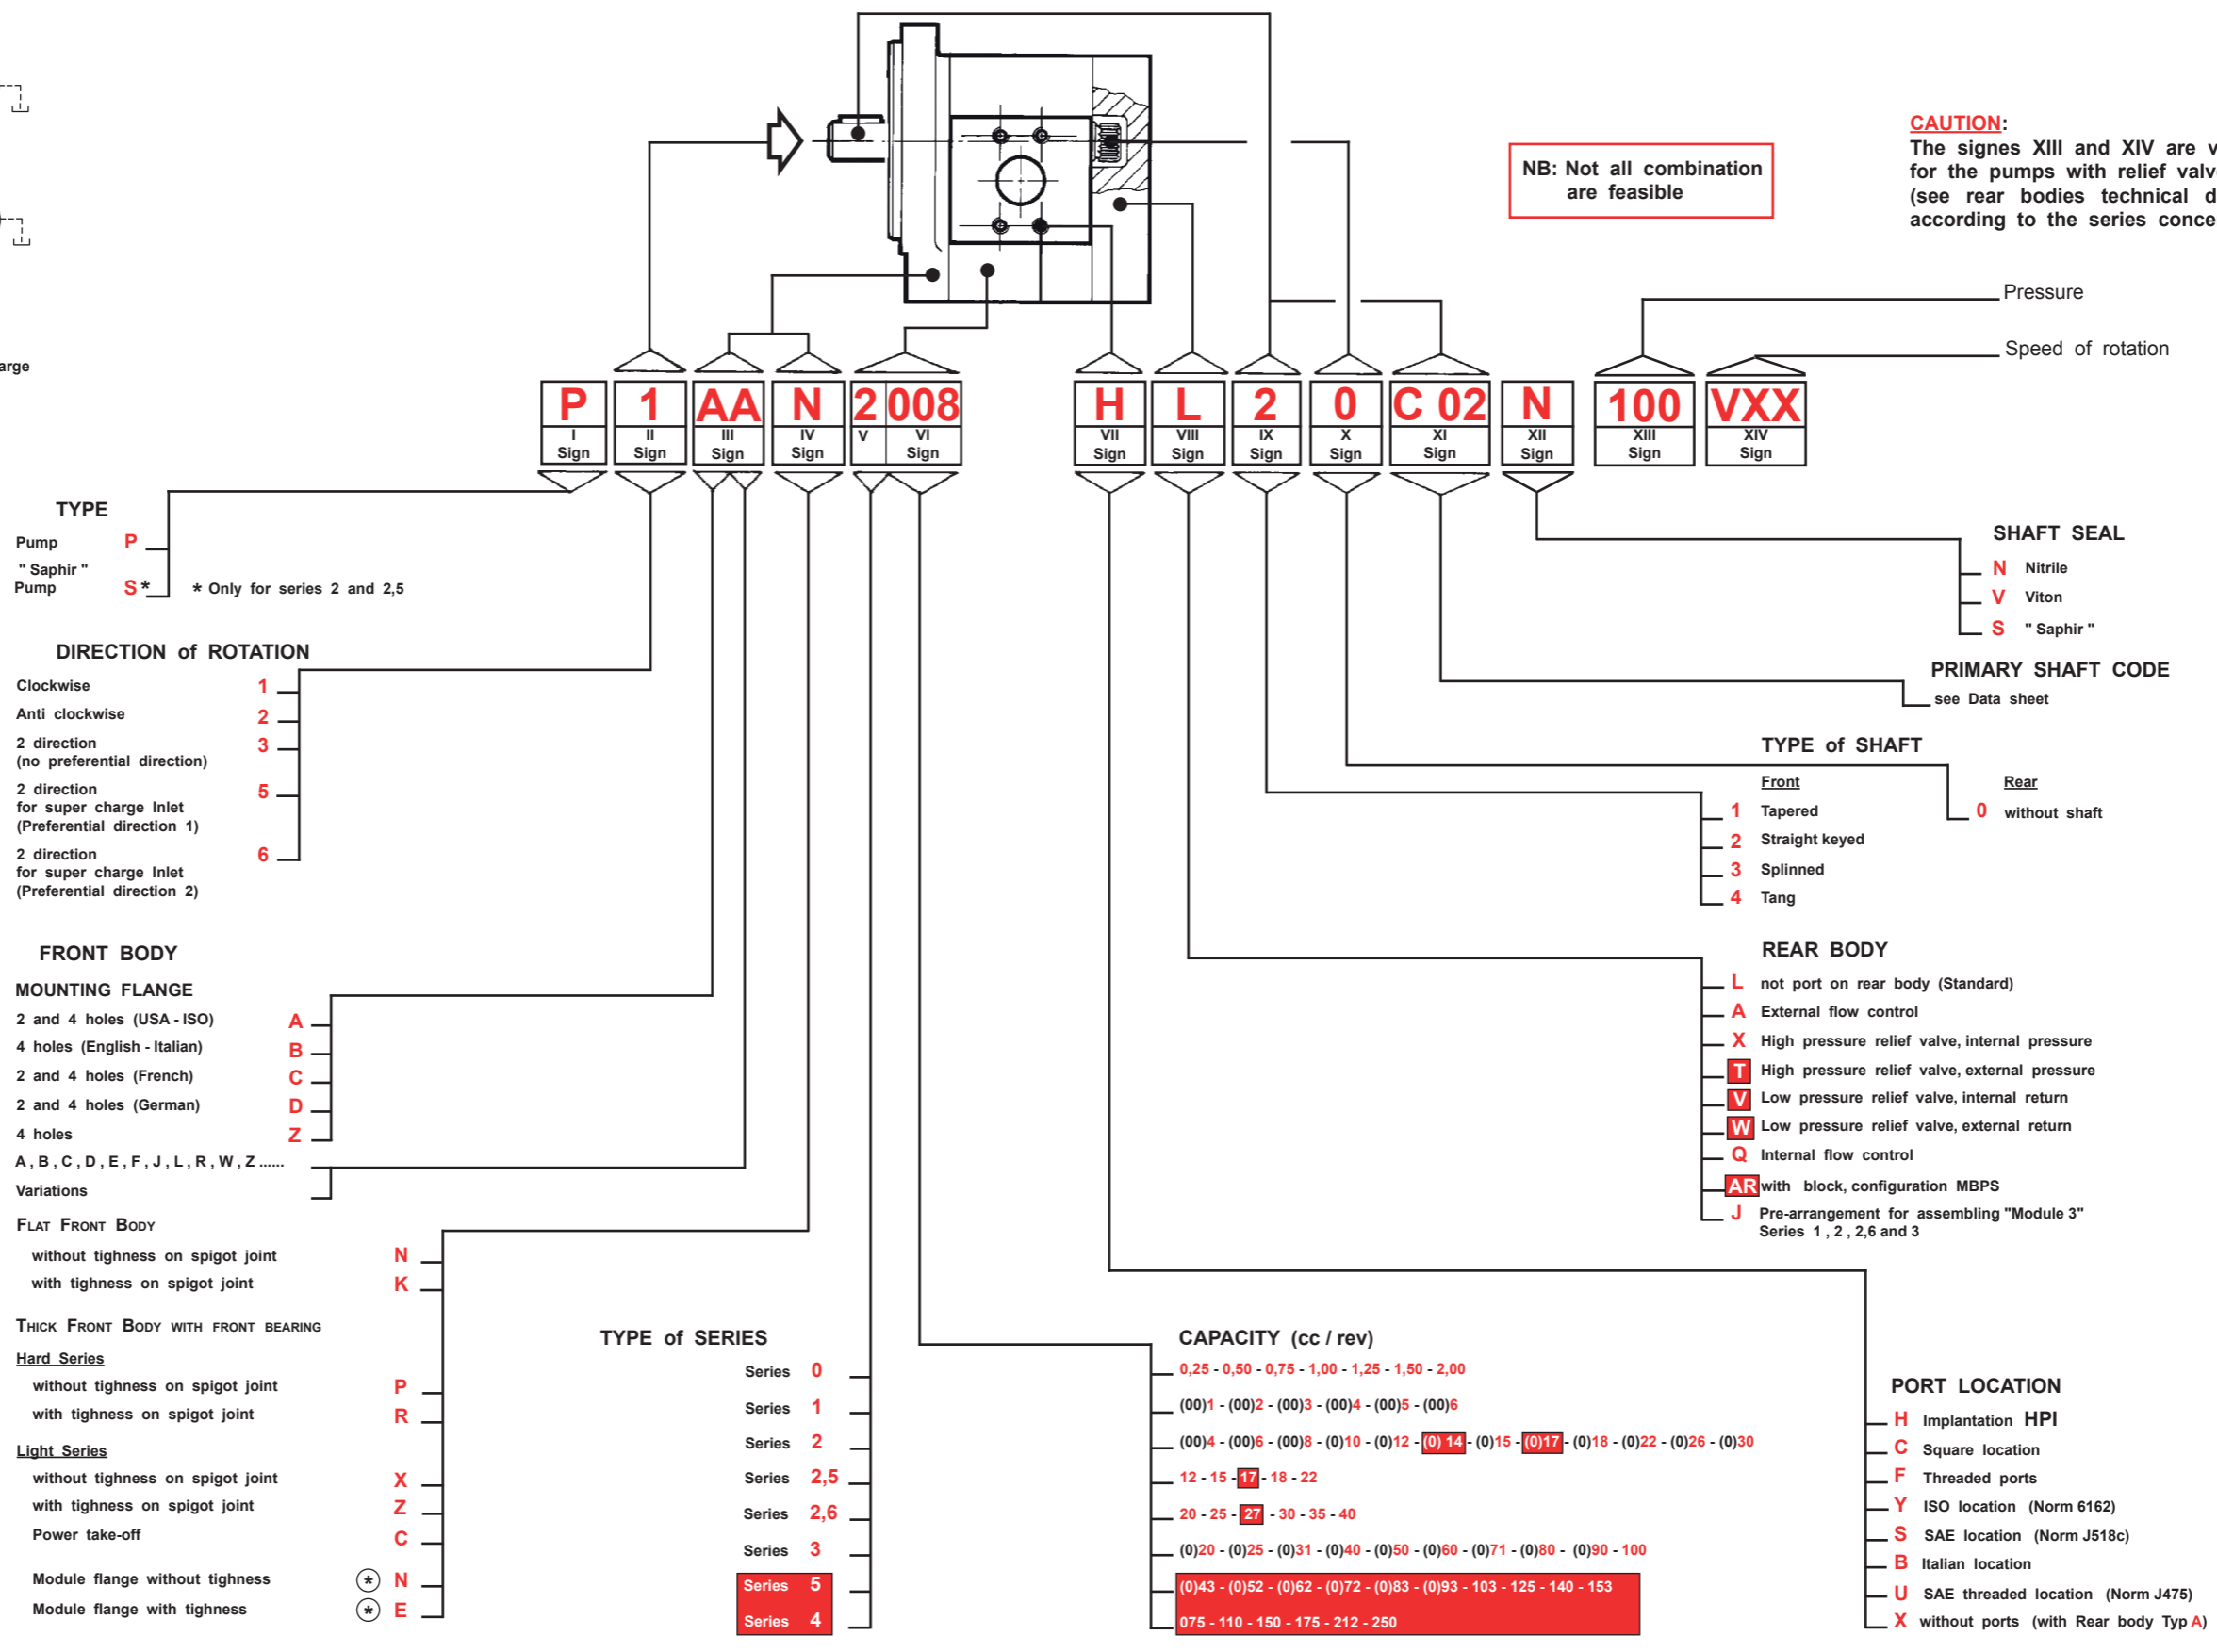 CAUTION:
The signes XIII and XIV are
for the pumps with relief
(see rear bodies technical
according to the series
NB: Not all combination
are feasible
Pressure
Speed of rotation
P 1 AA N 2 008 H L 2 0 C 02 N 100 VXX
I II III IV V VI VII VIII IX X XI XII XIII XIV
Sign Sign Sign Sign Sign Sign Sign Sign Sign Sign Sign Sign Sign
TYPE
Pump P
" Saphir "
Pump S* * Only for series 2 and 2,5
DIRECTION of ROTATION
Clockwise 1
Anti clockwise 2
2 direction 3
(no preferential direction)
2 direction 5
for super charge Inlet
(Preferential direction 1)
2 direction 6
for super charge Inlet
(Preferential direction 2)
FRONT BODY
MOUNTING FLANGE
2 and 4 holes (USA - ISO) A
4 holes (English - Italian) B
2 and 4 holes (French) C
2 and 4 holes (German) D
4 holes Z
A , B , C , D , E , F , J , L , R , W , Z ......
Variations
FLAT FRONT BODY
without tighness on spigot joint N
with tighness on spigot joint K
THICK FRONT BODY WITH FRONT BEARING
Hard Series
without tighness on spigot joint P
with tighness on spigot joint R
Light Series
without tighness on spigot joint X
with tighness on spigot joint Z
Power take-off C
Module flange without tighness * N
Module flange with tighness * E
TYPE of SERIES
Series 0
Series 1
Series 2
Series 2,5
Series 2,6
Series 3
Series 5
Series 4
CAPACITY (cc / rev)
0,25 - 0,50 - 0,75 - 1,00 - 1,25 - 1,50 - 2,00
(00)1 - (00)2 - (00)3 - (00)4 - (00)5 - (00)6
(00)4 - (00)6 - (00)8 - (0)10 - (0)12 - (0) 14 - (0)15 - (0)17 - (0)18 - (0)22 - (0)26 - (0)30
12 - 15 - 17 - 18 - 22
20 - 25 - 27 - 30 - 35 - 40
(0)20 - (0)25 - (0)31 - (0)40 - (0)50 - (0)60 - (0)71 - (0)80 - (0)90 - 100
(0)43 - (0)52 - (0)62 - (0)72 - (0)83 - (0)93 - 103 - 125 - 140 - 153
075 - 110 - 150 - 175 - 212 - 250
SHAFT SEAL
N Nitrile
V Viton
S " Saphir "
PRIMARY SHAFT CODE
see Data sheet
TYPE of SHAFT
Front Rear
1 Tapered 0 without shaft
2 Straight keyed
3 Splinned
4 Tang
REAR BODY
L not port on rear body (Standard)
A External flow control
X High pressure relief valve, internal pressure
T High pressure relief valve, external pressure
V Low pressure relief valve, internal return
W Low pressure relief valve, external return
Q Internal flow control
AR with block, configuration MBPS
J Pre-arrangement for assembling "Module 3"
Series 1 , 2 , 2,6 and 3
PORT LOCATION
H Implantation HPI
C Square location
F Threaded ports
Y ISO location (Norm 6162)
S SAE location (Norm J518c)
B Italian location
U SAE threaded location (Norm J475)
X without ports (with Rear body Typ A)